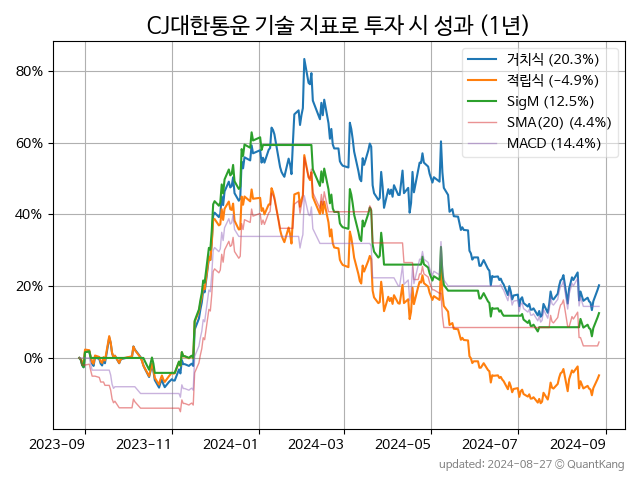 CJ대한통운 기술 지표로 투자 시 성과 (1년)
거치식 (20.3%)
적립식 (-4.9%)
SigM (12.5%)
SMA(20) (4.4%)
MACD (14.4%)
80%
60%
40%
20%
0%
2023-09 2023-11 2024-01 2024-03 2024-05 2024-07 2024-09
updated: 2024-08-27 © QuantKang